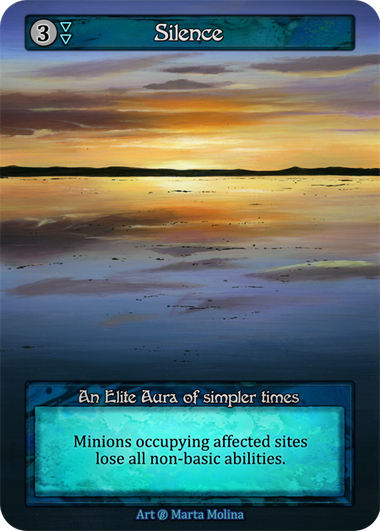 3
Silence
An Elite Aura of simpler times
Minions occupying affected sites
lose all non-basic abilities.
Art @ Marta Molina